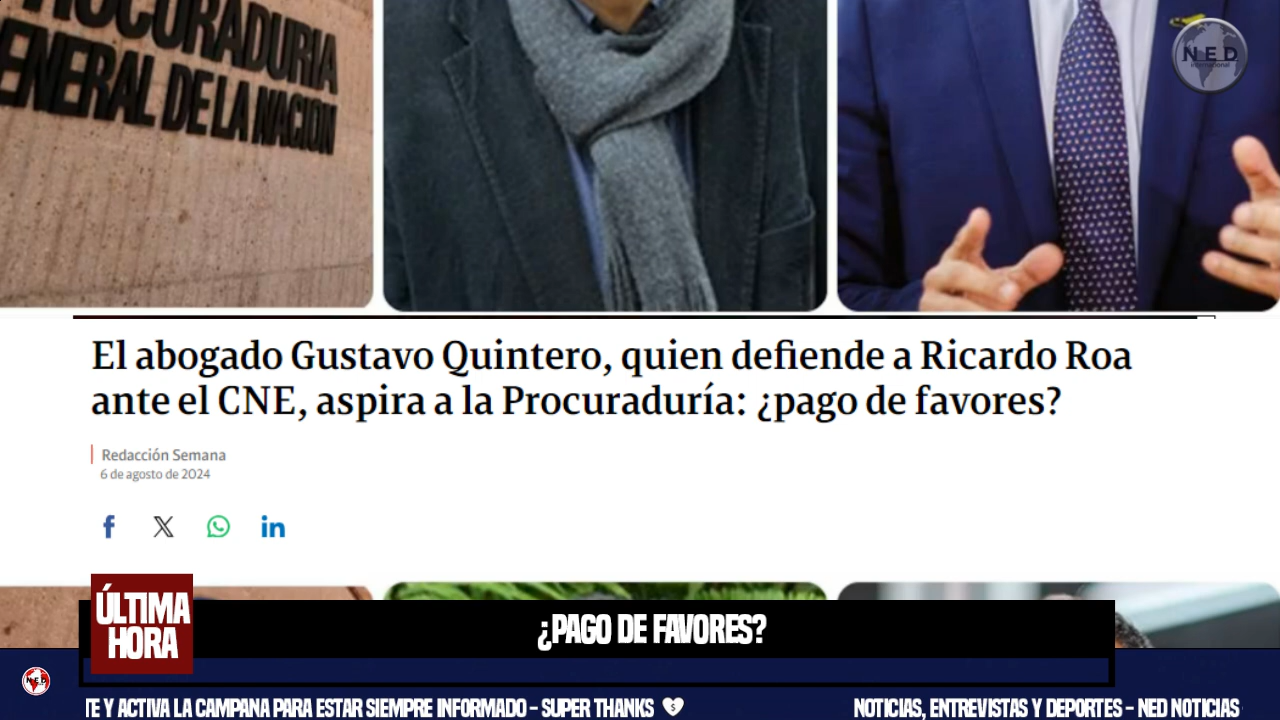 PROCURADURIA
GENERAL DE LA NACION
N.E.D
International
El abogado Gustavo Quintero, quien defiende a Ricardo Roa
ante el CNE, aspira a la Procuraduría: ¿pago de favores?
Redacción Semana
6 de agosto de 2024
ÚLTIMA
HORA
¿PAGO DE FAVORES?
N.E.D
TE Y ACTIVA LA CAMPANA PARA ESTAR SIEMPRE INFORMADO - SUPER THANKS
NOTICIAS, ENTREVISTAS Y DEPORTES - NED NOTICIAS